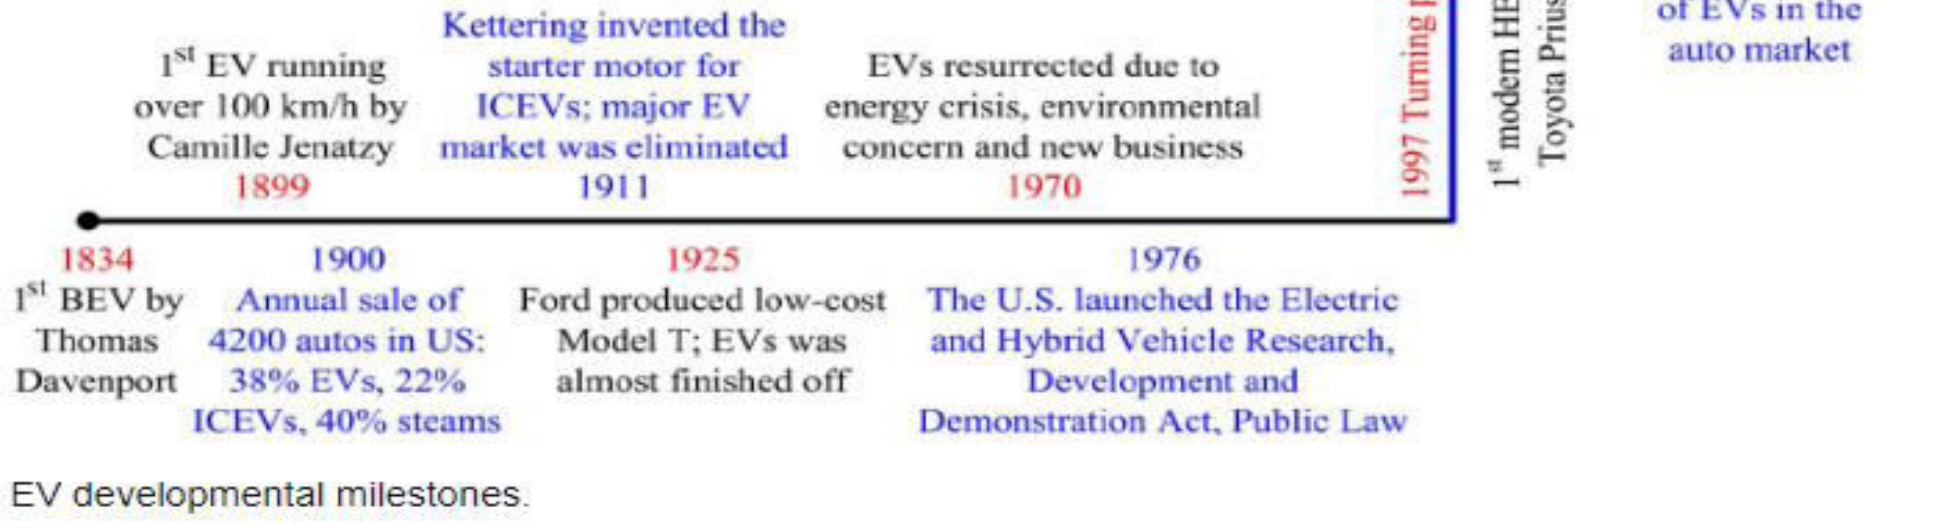 Kettering invented the
1st EV running
starter motor for
EVs resurrected due to
over 100 km/h by
ICEVs; major EV
energy crisis, environmental
Camille Jenatzy
market was eliminated
concern and new business
1899
1911
1970
1997 Turning
1st modern HE
Toyota Prius
of EVs in the
auto market
1834
1st BEV by
Thomas
Davenport
1900
Annual sale of
4200 autos in US:
38% EVs, 22%
ICEVs, 40% steams
1925
Ford produced low-cost
Model T; EVs was
almost finished off
1976
The U.S. launched the Electric
and Hybrid Vehicle Research,
Development and
Demonstration Act, Public Law
EV developmental milestones.